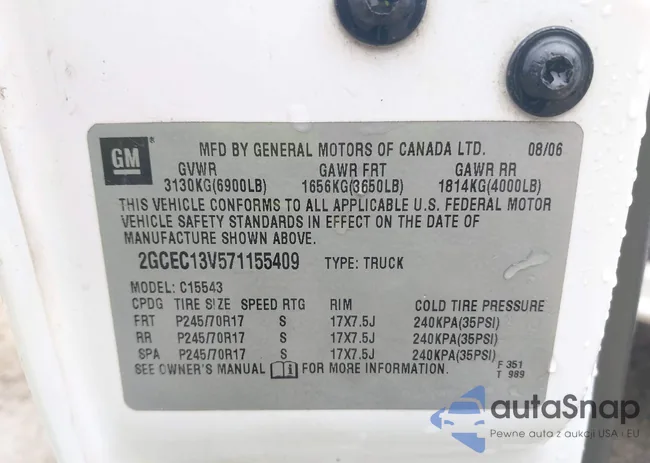 GM
MFD BY GENERAL MOTORS OF CANADA LTD. 08/06
GVWR GAWR FRT GAWR RR
3130KG(6900LB) 1656KG(3650LB) 1814KG(4000LB)
THIS VEHICLE CONFORMS TO ALL APPLICABLE U.S. FEDERAL MOTOR
VEHICLE SAFETY STANDARDS IN EFFECT ON THE DATE OF
MANUFACTURE SHOWN ABOVE.
2GCEC13V571155409 TYPE: TRUCK
MODEL: C15543
CPDG TIRE SIZE SPEED RTG RIM COLD TIRE PRESSURE
FRT P245/70R17 S 17X7.5J 240KPA(35PSI)
RR P245/70R17 S 17X7.5J 240KPA(35PSI)
SPA P245/70R17 S 17X7.5J 240KPA(35PSI)
SEE OWNER'S MANUAL FOR MORE INFORMATION.
F 351
T 989
autaSnap
Pewne auta z aukcji USA i EU